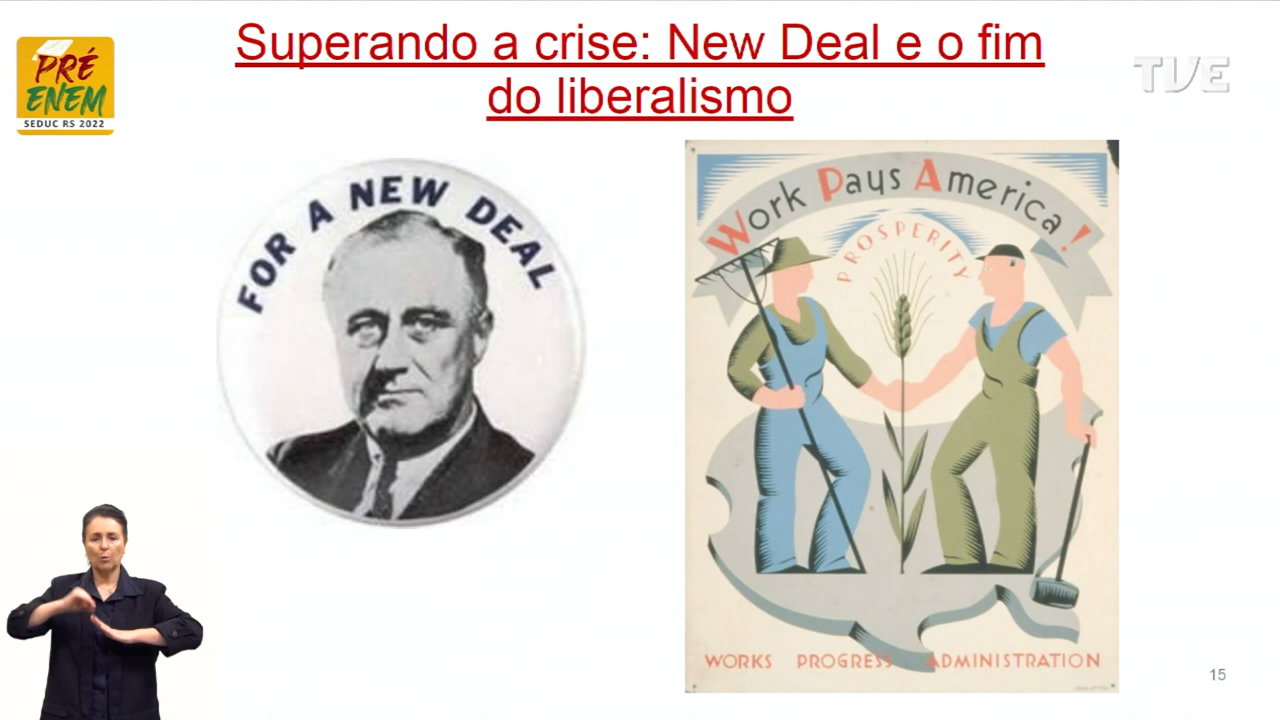 Superando a crise: New Deal e o fim
do liberalismo
PRÉ
ENEM
SEDUC RS 2022
TVE
FOR A NEW DEAL
Work Pays America!
PROSPERITY
WORKS PROGRESS ADMINISTRATION
15